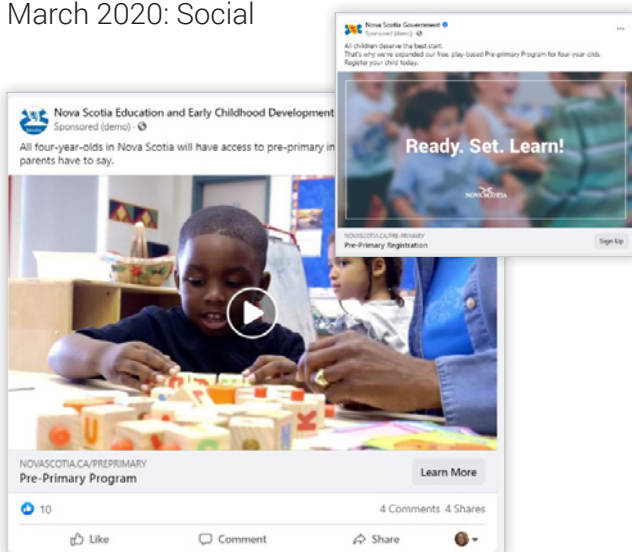 March 2020: Social
Nova Scotia Government
Sponsored (demo)
All children deserve the best start.
That's why we've expanded our free, play-based Pre-primary Program for four-year-olds.
Register your child today.
Ready. Set. Learn!
NOVA SCOTIA
NOVASCOTIA.CA/PRE-PRIMARY
Pre-Primary Registration
Sign Up
Nova Scotia Education and Early Childhood Development
Sponsored (demo)
All four-year-olds in Nova Scotia will have access to pre-primary in
parents have to say.
NOVASCOTIA.CA/PREPRIMARY
Pre-Primary Program
Learn More
10
4 Comments 4 Shares
Like
Comment
Share